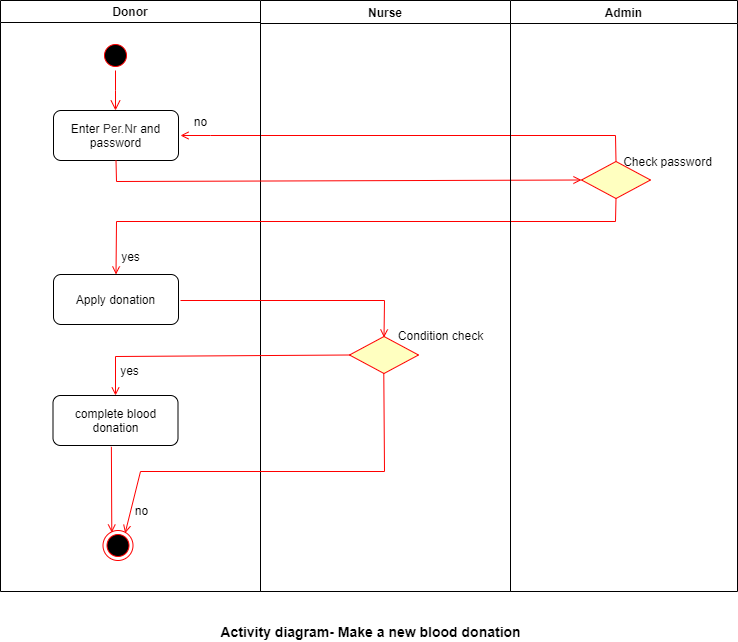 Donor
Nurse
Admin
no
Enter Per.Nr and
password
Check password
yes
Apply donation
Condition check
yes
complete blood
donation
no
Activity diagram- Make a new blood donation